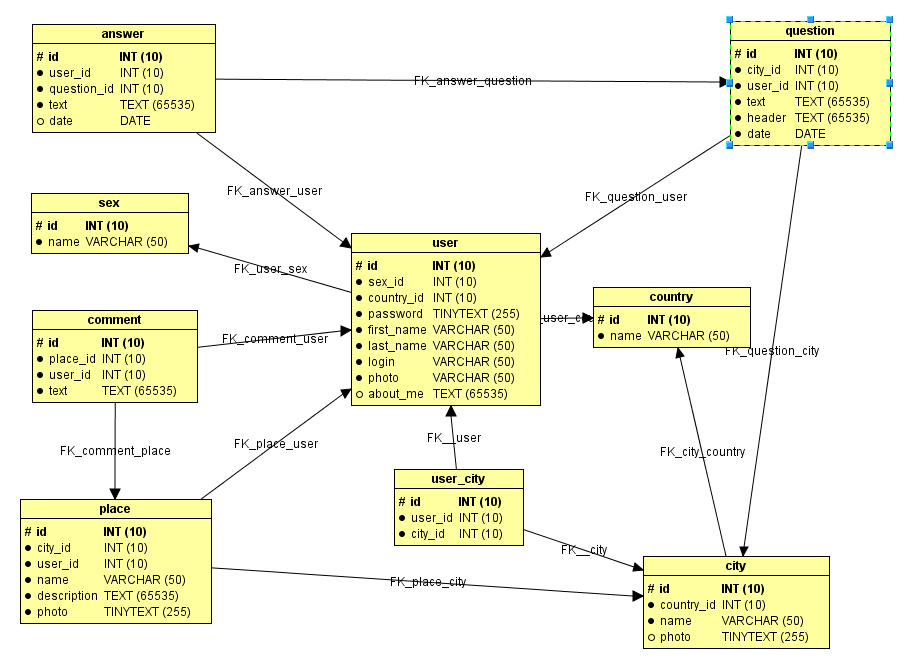 answer
# id INT (10)
user_id INT (10)
question_id INT (10)
text TEXT (65535)
date DATE
question
# id INT (10)
city_id INT (10)
user_id INT (10)
text TEXT (65535)
header TEXT (65535)
date DATE
FK_answer_question
FK_answer_user
FK_question_user
sex
# id INT (10)
name VARCHAR (50)
FK_user_sex
user
# id INT (10)
sex_id INT (10)
country_id INT (10)
password TINYTEXT (255)
first_name VARCHAR (50)
last_name VARCHAR (50)
login VARCHAR (50)
photo VARCHAR (50)
about_me TEXT (65535)
country
# id INT (10)
name VARCHAR (50)
FK_question_city
comment
# id INT (10)
place_id INT (10)
user_id INT (10)
text TEXT (65535)
FK_comment_user
FK_comment_place
FK_place_user
FK__user
FK_city_country
user_city
# id INT (10)
user_id INT (10)
city_id INT (10)
FK__city
place
# id INT (10)
city_id INT (10)
user_id INT (10)
name VARCHAR (50)
description TEXT (65535)
photo TINYTEXT (255)
FK_place_city
city
# id INT (10)
country_id INT (10)
name VARCHAR (50)
photo TINYTEXT (255)